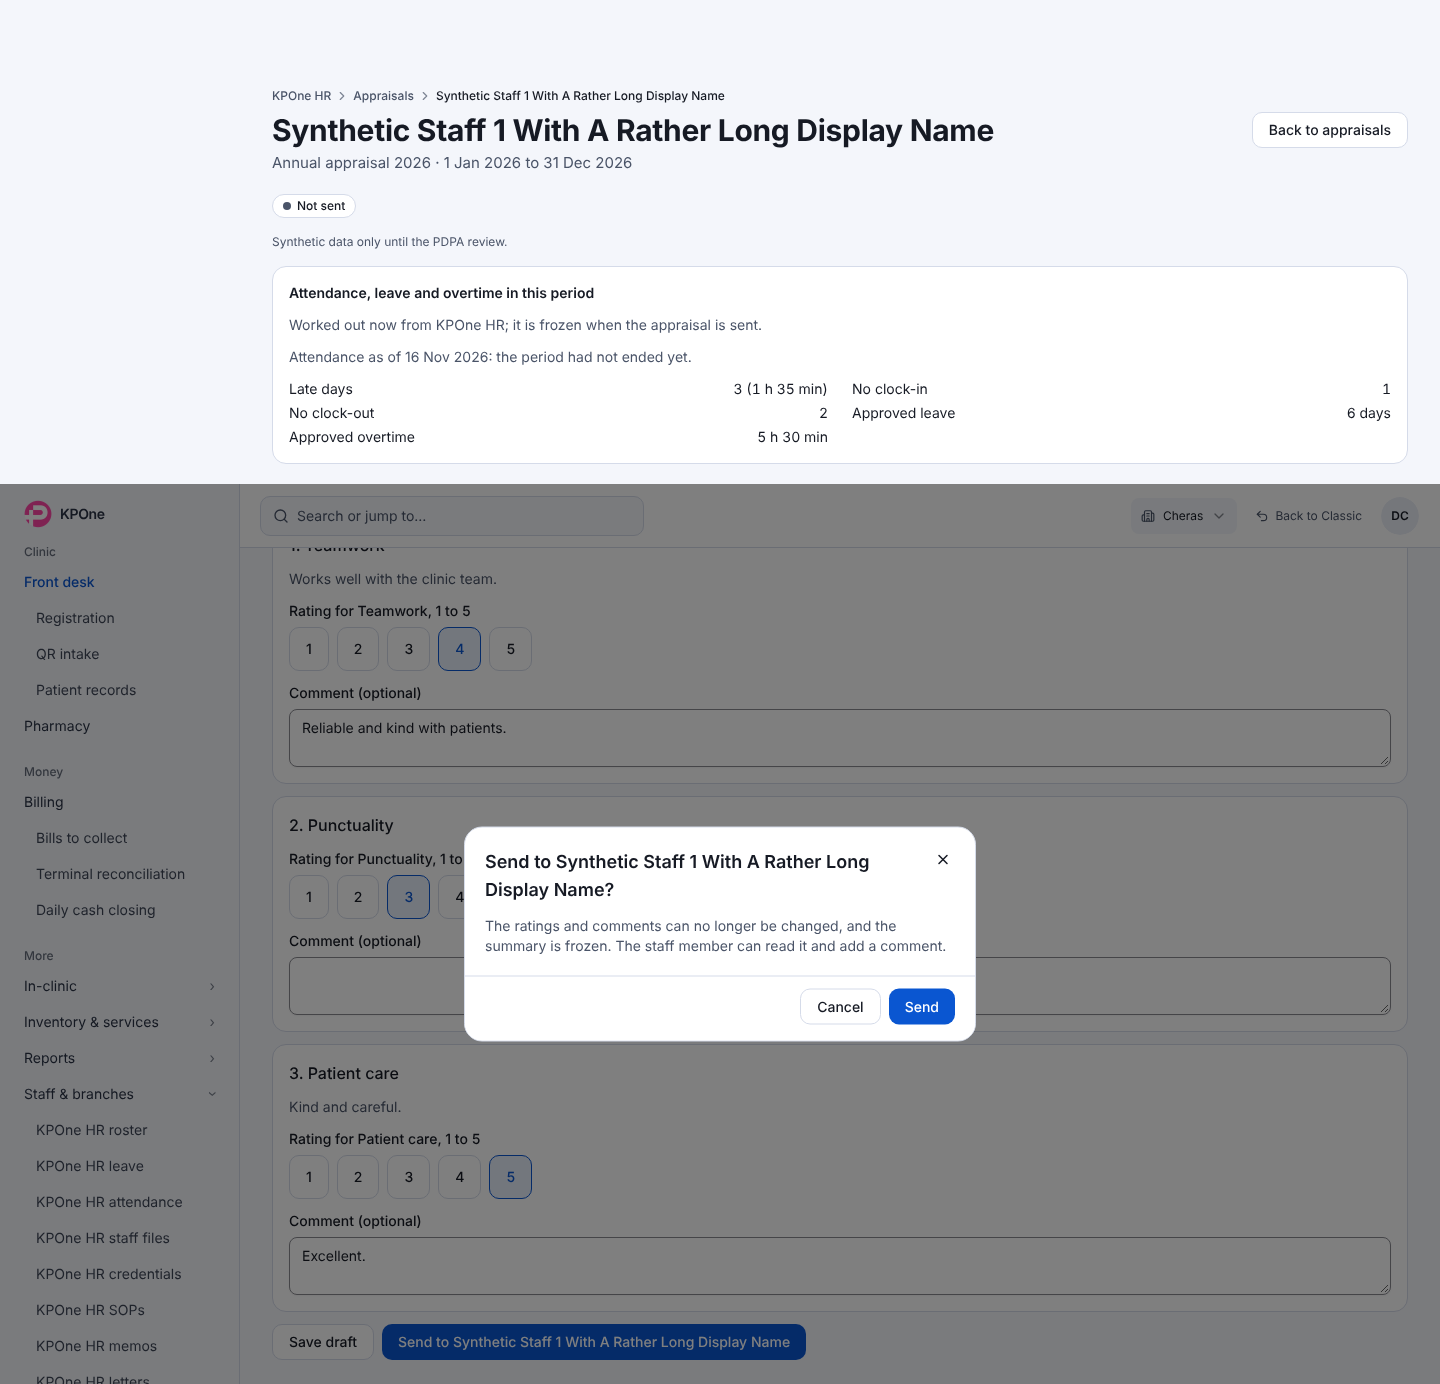 KPOne HR > Appraisals > Synthetic Staff 1 With A Rather Long Display Name
Synthetic Staff 1 With A Rather Long Display Name
Back to appraisals
Annual appraisal 2026 · 1 Jan 2026 to 31 Dec 2026
Not sent
Synthetic data only until the PDPA review.
Attendance, leave and overtime in this period
Worked out now from KPOne HR; it is frozen when the appraisal is sent.
Attendance as of 16 Nov 2026: the period had not ended yet.
Late days 3 (1 h 35 min)
No clock-in 1
No clock-out 2
Approved leave 6 days
Approved overtime 5 h 30 min
KPOne
Search or jump to...
Cheras
Back to Classic
DC
Clinic
Front desk
Registration
QR intake
Patient records
Pharmacy
Money
Billing
Bills to collect
Terminal reconciliation
Daily cash closing
More
In-clinic
Inventory & services
Reports
Staff & branches
KPOne HR roster
KPOne HR leave
KPOne HR attendance
KPOne HR staff files
KPOne HR credentials
KPOne HR SOPs
KPOne HR memos
KPOne HR letters
1. Teamwork
Works well with the clinic team.
Rating for Teamwork, 1 to 5
1 2 3 4 5
Comment (optional)
Reliable and kind with patients.
2. Punctuality
Rating for Punctuality, 1 to
1 2 3 4
Comment (optional)
Send to Synthetic Staff 1 With A Rather Long
Display Name?
The ratings and comments can no longer be changed, and the
summary is frozen. The staff member can read it and add a comment.
Cancel
Send
3. Patient care
Kind and careful.
Rating for Patient care, 1 to 5
1 2 3 4 5
Comment (optional)
Excellent.
Save draft
Send to Synthetic Staff 1 With A Rather Long Display Name